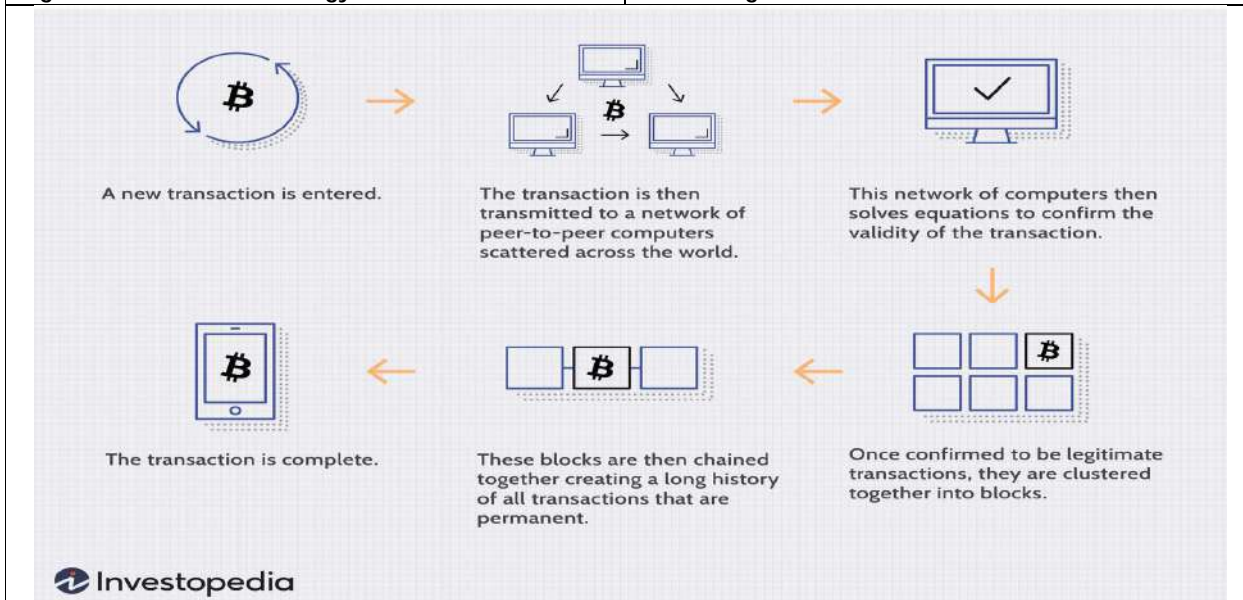 A new transaction is entered.
The transaction is then
transmitted to a network of
peer-to-peer computers
scattered across the world.
This network of computers then
solves equations to confirm the
validity of the transaction.
Once confirmed to be legitimate
transactions, they are clustered
together into blocks.
These blocks are then chained
together creating a long history
of all transactions that are
permanent.
The transaction is complete.
Investopedia